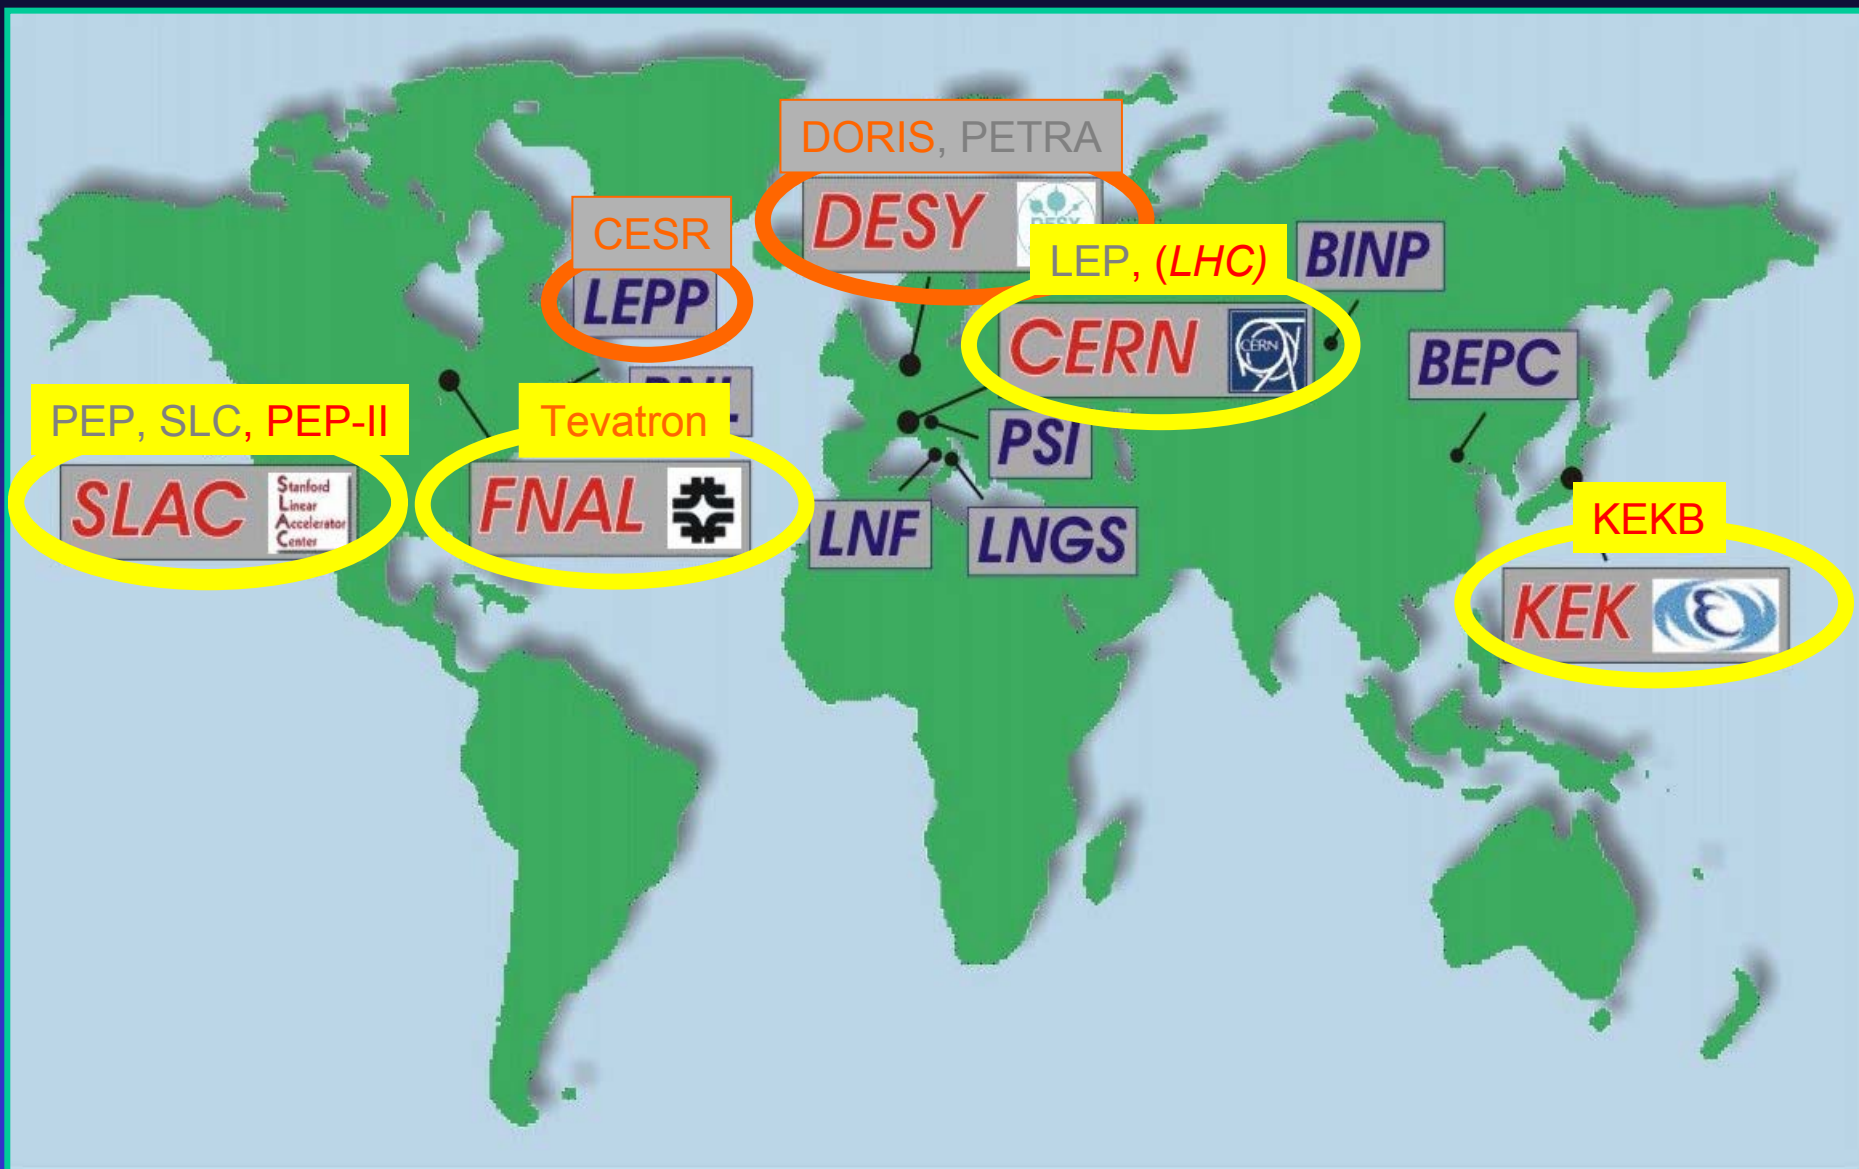 DORIS, PETRA
DESY
CESR
LEPP
LEP, (LHC)
CERN
CERN
BINP
BEPC
PEP, SLC, PEP-II
SLAC
Stanford
Linear
Accelerator
Center
Tevatron
FNAL
PSI
LNF
LNGS
KEKB
KEK